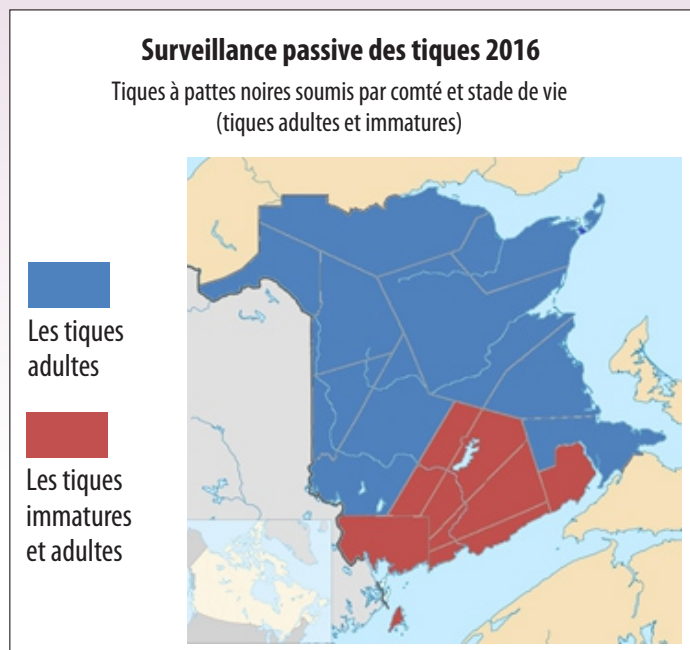 Surveillance passive des tiques 2016
Tiques à pattes noires soumis par comté et stade de vie
(tiques adultes et immatures)
Les tiques
adultes
Les tiques
immatures
et adultes